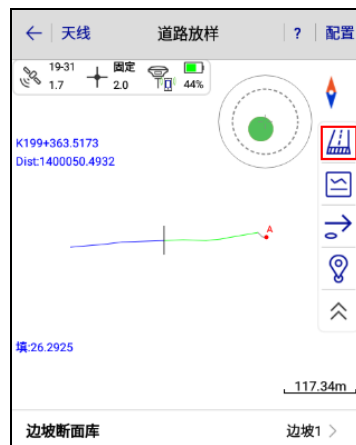 ← 天线 道路放样 ? 配置
19-31 固定
1.7 2.0 44%
K199+363.5173
Dist:1400050.4932
A
填:26.2925
117.34m
边坡断面库 边坡1 >